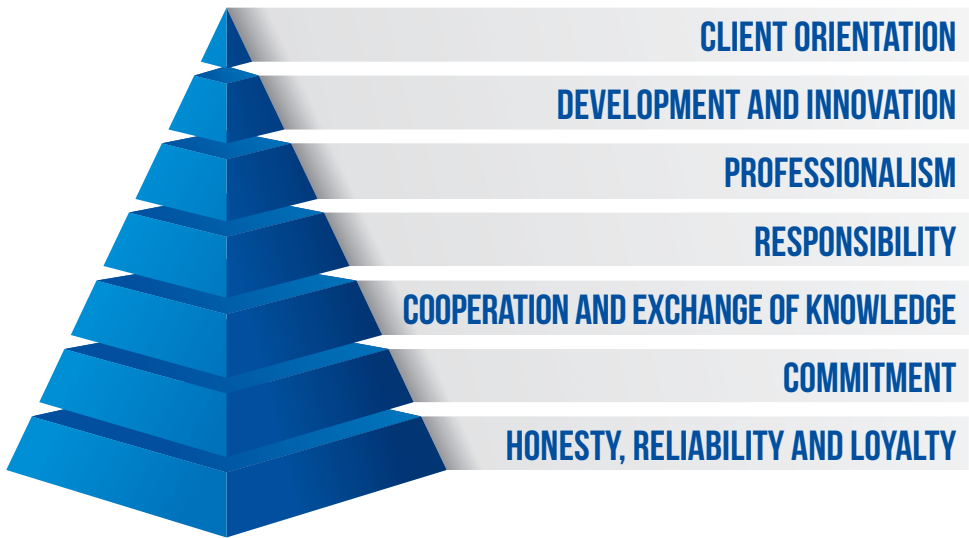 CLIENT ORIENTATION
DEVELOPMENT AND INNOVATION
PROFESSIONALISM
RESPONSIBILITY
COOPERATION AND EXCHANGE OF KNOWLEDGE
COMMITMENT
HONESTY, RELIABILITY AND LOYALTY